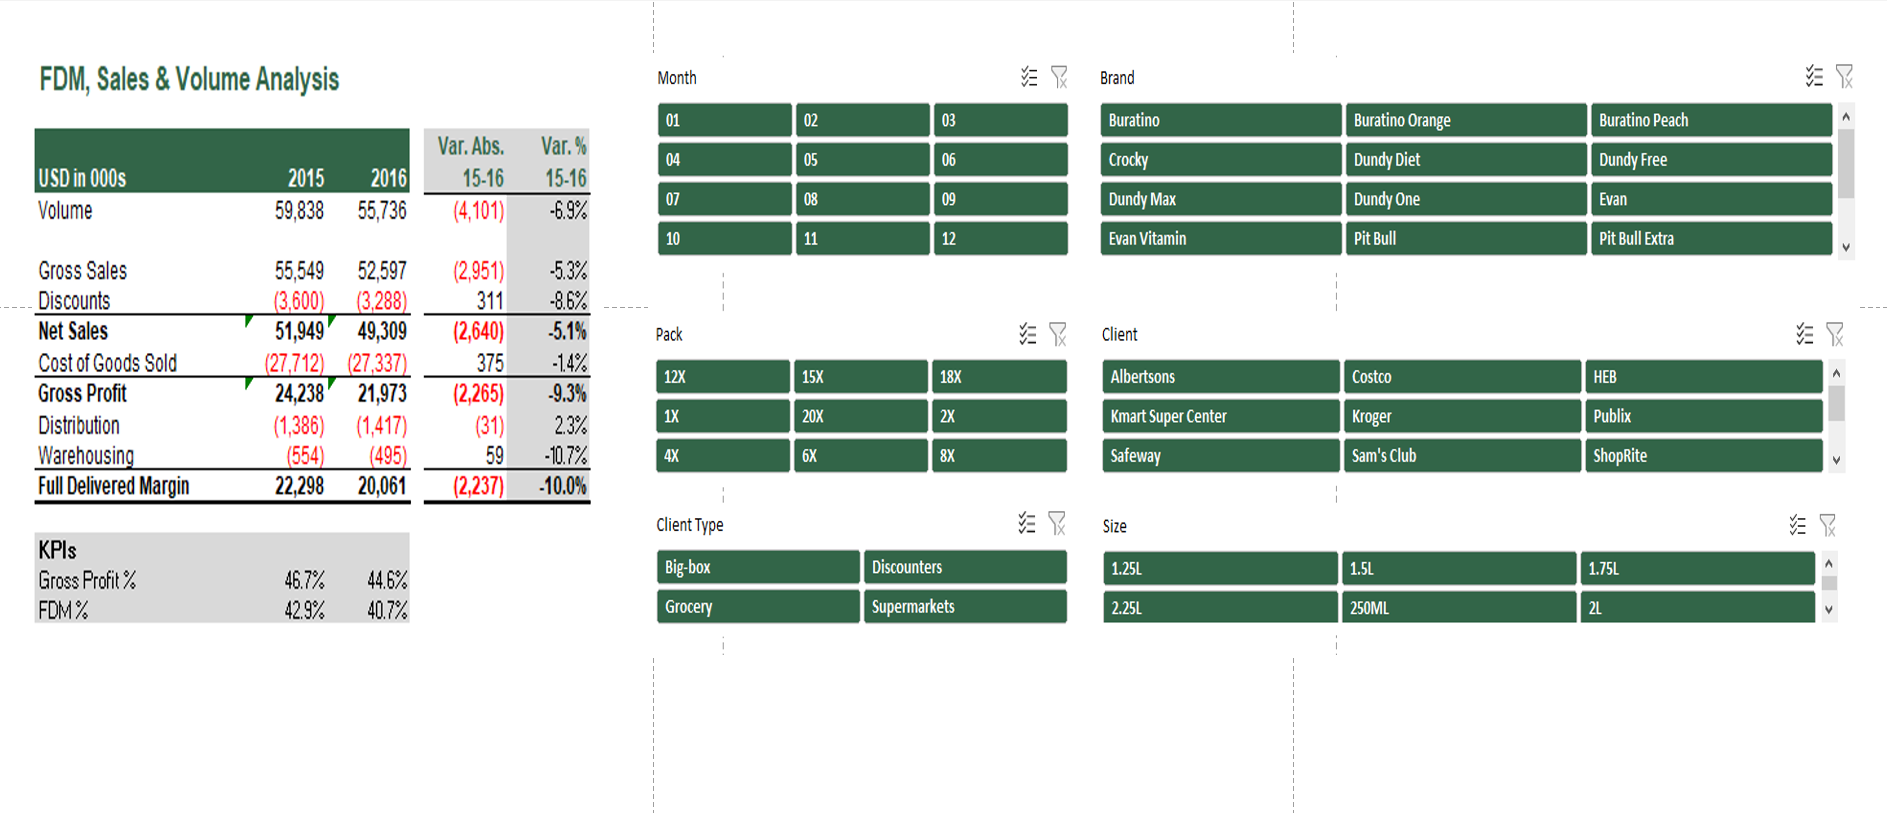 FDM, Sales & Volume Analysis
Var. Abs. Var. %
USD in 000s 2015 2016 15-16 15-16
Volume 59,838 55,736 (4,101) -6.9%
Gross Sales 55,549 52,597 (2,951) -5.3%
Discounts (3,600) (3,288) 311 -8.6%
Net Sales 51,949 49,309 (2,640) -5.1%
Cost of Goods Sold (27,712) (27,337) 375 -1.4%
Gross Profit 24,238 21,973 (2,265) -9.3%
Distribution (1,386) (1,417) (31) 2.3%
Warehousing (554) (495) 59 -10.7%
Full Delivered Margin 22,298 20,061 (2,237) -10.0%
KPIs
Gross Profit % 46.7% 44.6%
FDM % 42.9% 40.7%
Month
01 02 03
04 05 06
07 08 09
10 11 12
Brand
Buratino Buratino Orange Buratino Peach
Crocky Dundy Diet Dundy Free
Dundy Max Dundy One Evan
Evan Vitamin Pit Bull Pit Bull Extra
Pack
12X 15X 18X
1X 20X 2X
4X 6X 8X
Client
Albertsons Costco HEB
Kmart Super Center Kroger Publix
Safeway Sam's Club ShopRite
Client Type
Big-box Discounters
Grocery Supermarkets
Size
1.25L 1.5L 1.75L
2.25L 250ML 2L